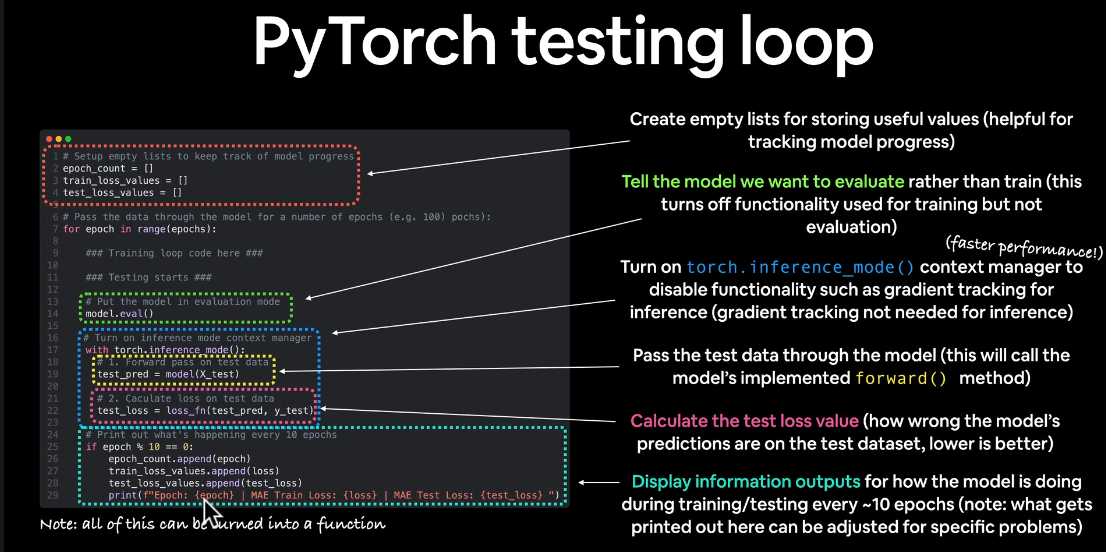 PyTorch testing loop
1 # Setup empty lists to keep track of model progress
2 epoch_count = []
3 train_loss_values = []
4 test_loss_values = []
5
6 # Pass the data through the model for a number of epochs (e.g. 100) pochs):
7 for epoch in range(epochs):
8
9 ### Training loop code here ###
10
11 ### Testing starts ###
12
13 # Put the model in evaluation mode
14 model.eval()
15
16 # Turn on inference mode context manager
17 with torch.inference_mode():
18 # 1. Forward pass on test data
19 test_pred = model(X_test)
20
21 # 2. Caculate loss on test data
22 test_loss = loss_fn(test_pred, y_test)
23
24 # Print out what's happening every 10 epochs
25 if epoch % 10 == 0:
26 epoch_count.append(epoch)
27 train_loss_values.append(loss)
28 test_loss_values.append(test_loss)
29 print(f"Epoch: {epoch} | MAE Train Loss: {loss} | MAE Test Loss: {test_loss} ")
Note: all of this can be turned into a function
Create empty lists for storing useful values (helpful for
tracking model progress)
Tell the model we want to evaluate rather than train (this
turns off functionality used for training but not
evaluation)
(faster performance!)
Turn on torch.inference_mode() context manager to
disable functionality such as gradient tracking for
inference (gradient tracking not needed for inference)
Pass the test data through the model (this will call the
model's implemented forward() method)
Calculate the test loss value (how wrong the model's
predictions are on the test dataset, lower is better)
Display information outputs for how the model is doing
during training/testing every ~10 epochs (note: what gets
printed out here can be adjusted for specific problems)